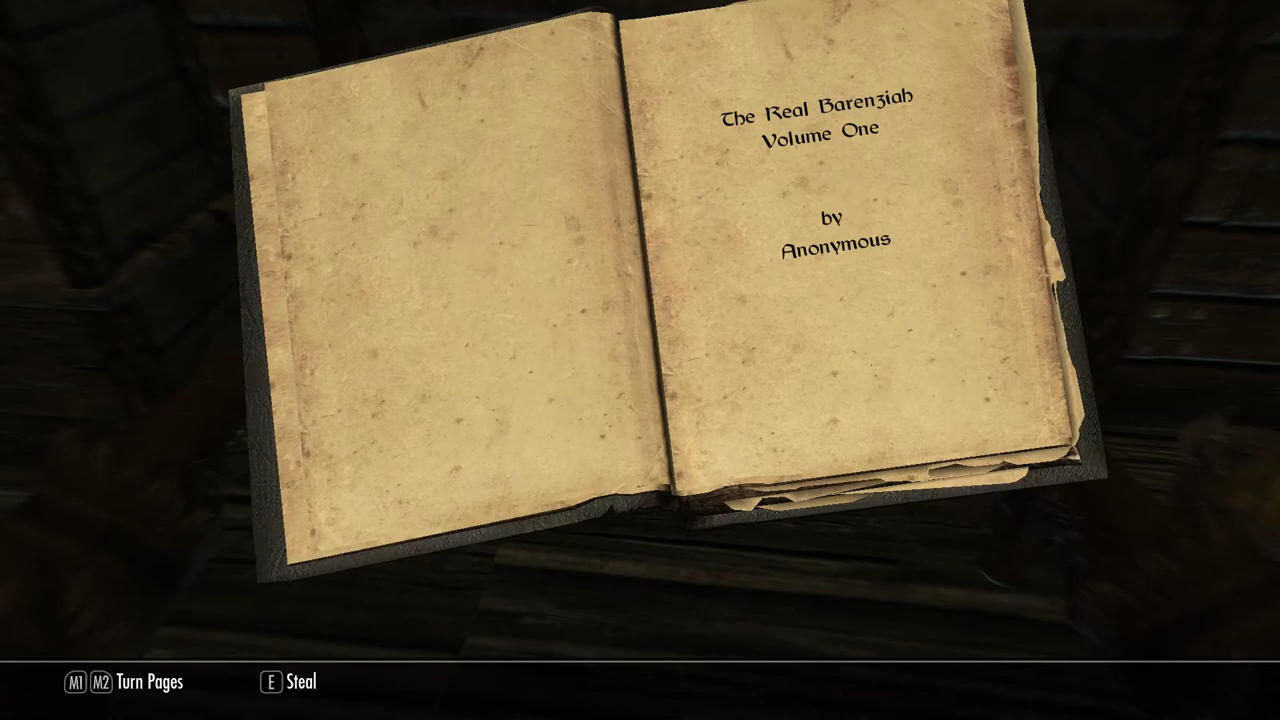 The Real Barenziah
Volume One
by
Anonymous
M1 M2 Turn Pages
E Steal